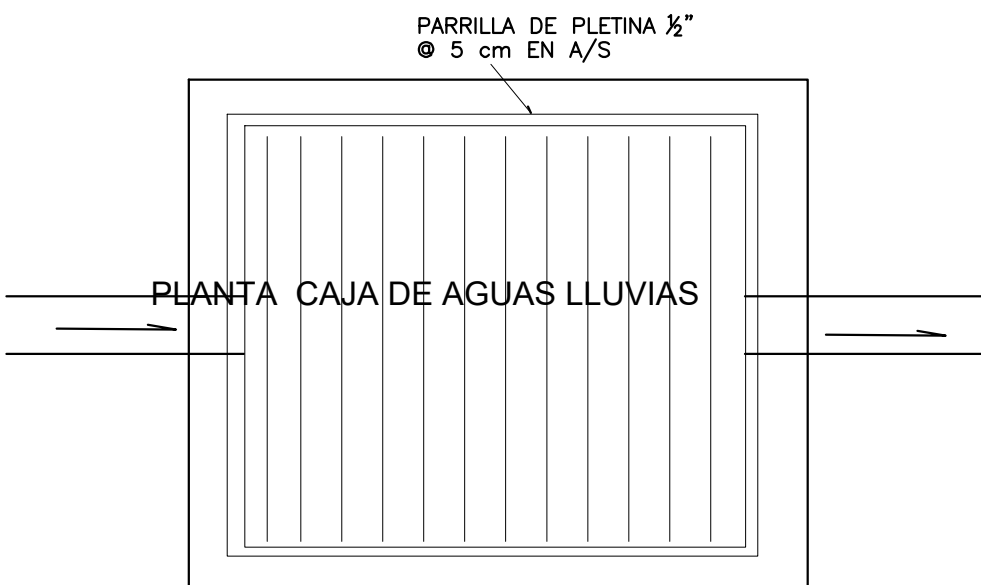 PARRILLA DE PLETINA ½"
@ 5 cm EN A/S
PLANTA CAJA DE AGUAS LLUVIAS